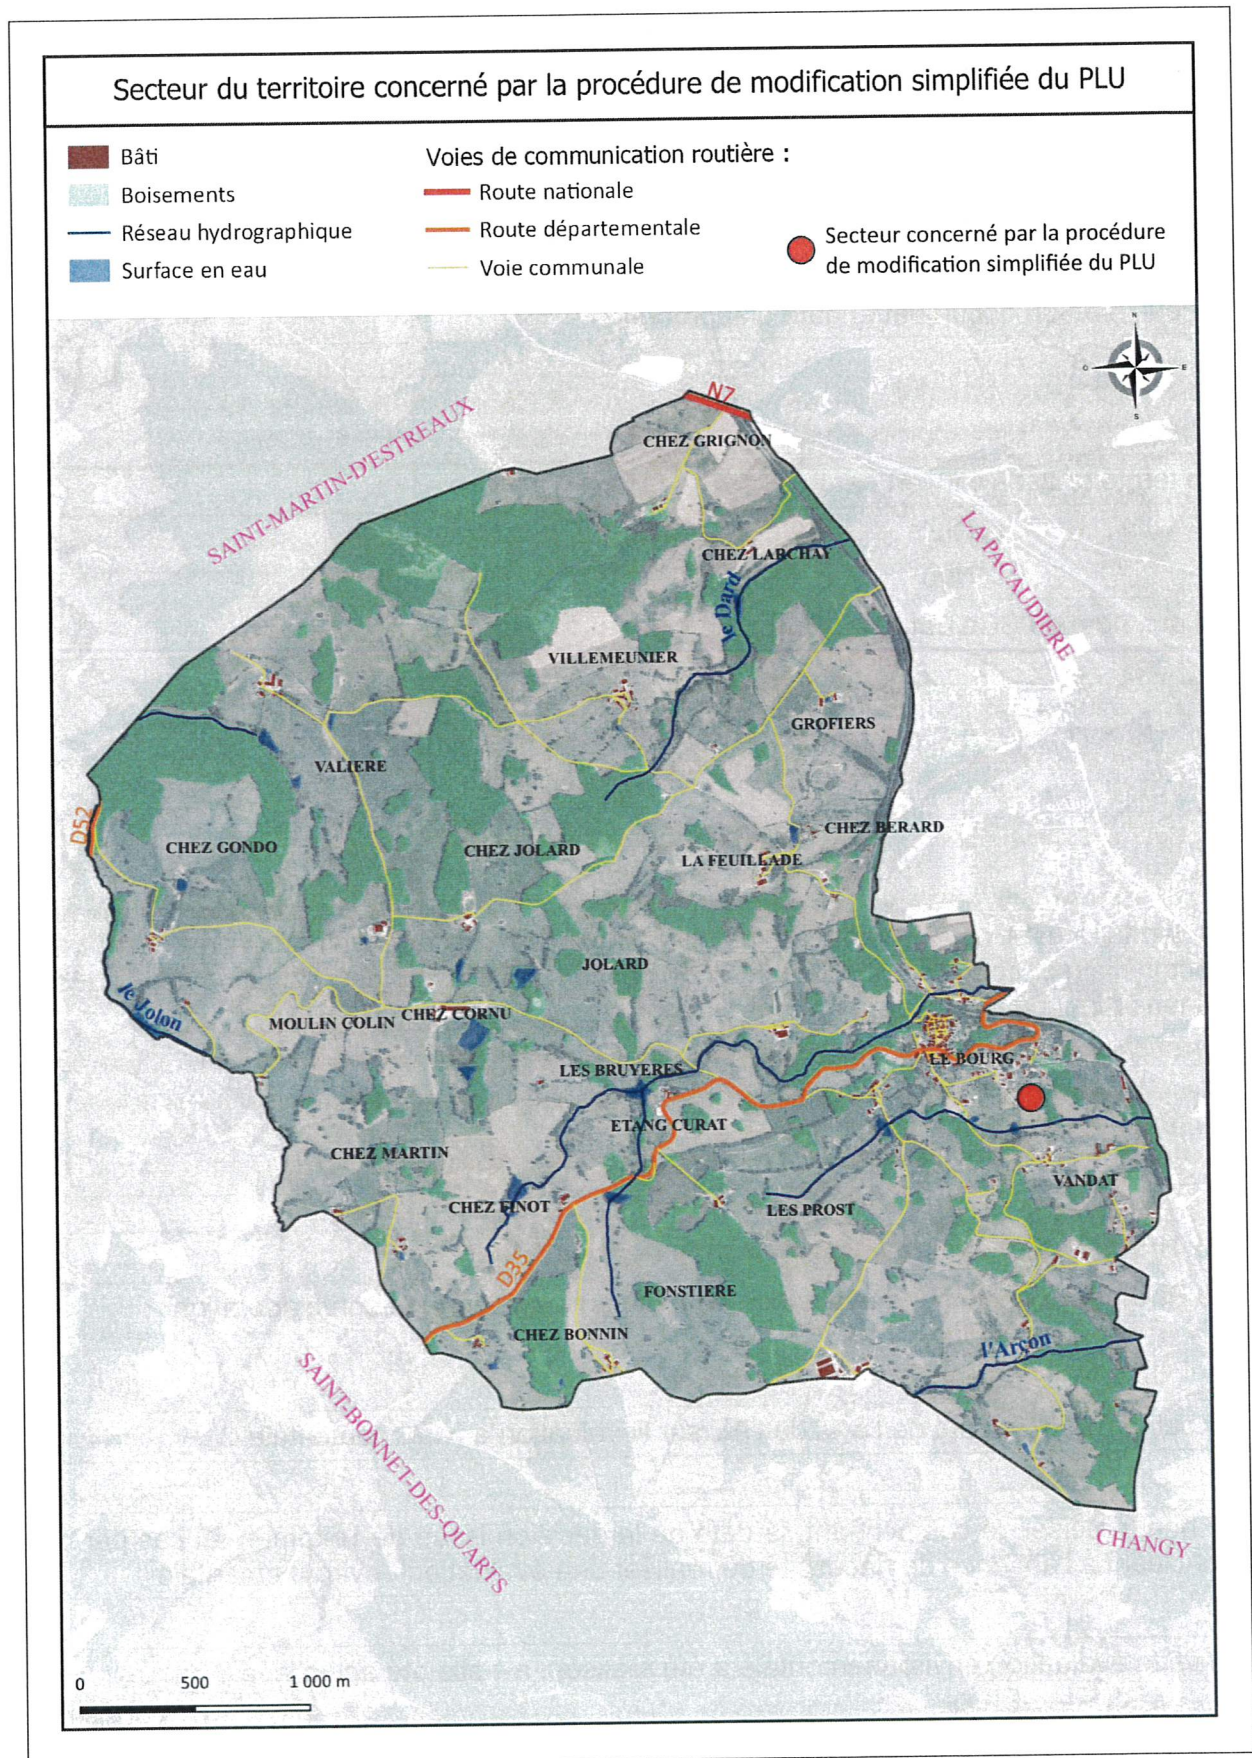 Secteur du territoire concerné par la procédure de modification simplifiée du PLU
Bâti
Boisements
Réseau hydrographique
Surface en eau
Voies de communication routière :
Route nationale
Route départementale
Voie communale
Secteur concerné par la procédure
de modification simplifiée du PLU
N
O
E
S
N7
CHEZ GRIGNON
SAINT-MARTIN-D'ESTREAUX
LA PACAUDIERE
CHEZ LARCHAY
le Dard
VILLEMEUNIER
GROFIERS
VALIERE
D52
CHEZ GONDO
CHEZ JOLARD
CHEZ BERARD
LA FEUILLADE
JOLARD
le Jolon
MOULIN COLIN
CHEZ CORNU
LES BRUYERES
LE BOURG
ETANG CURAT
CHEZ MARTIN
VANDAT
CHEZ FINOT
LES PROST
D35
FONSTIERE
CHEZ BONNIN
l'Arçon
SAINT-BONNET-DES-QUARTS
CHANGY
0
500
1 000 m